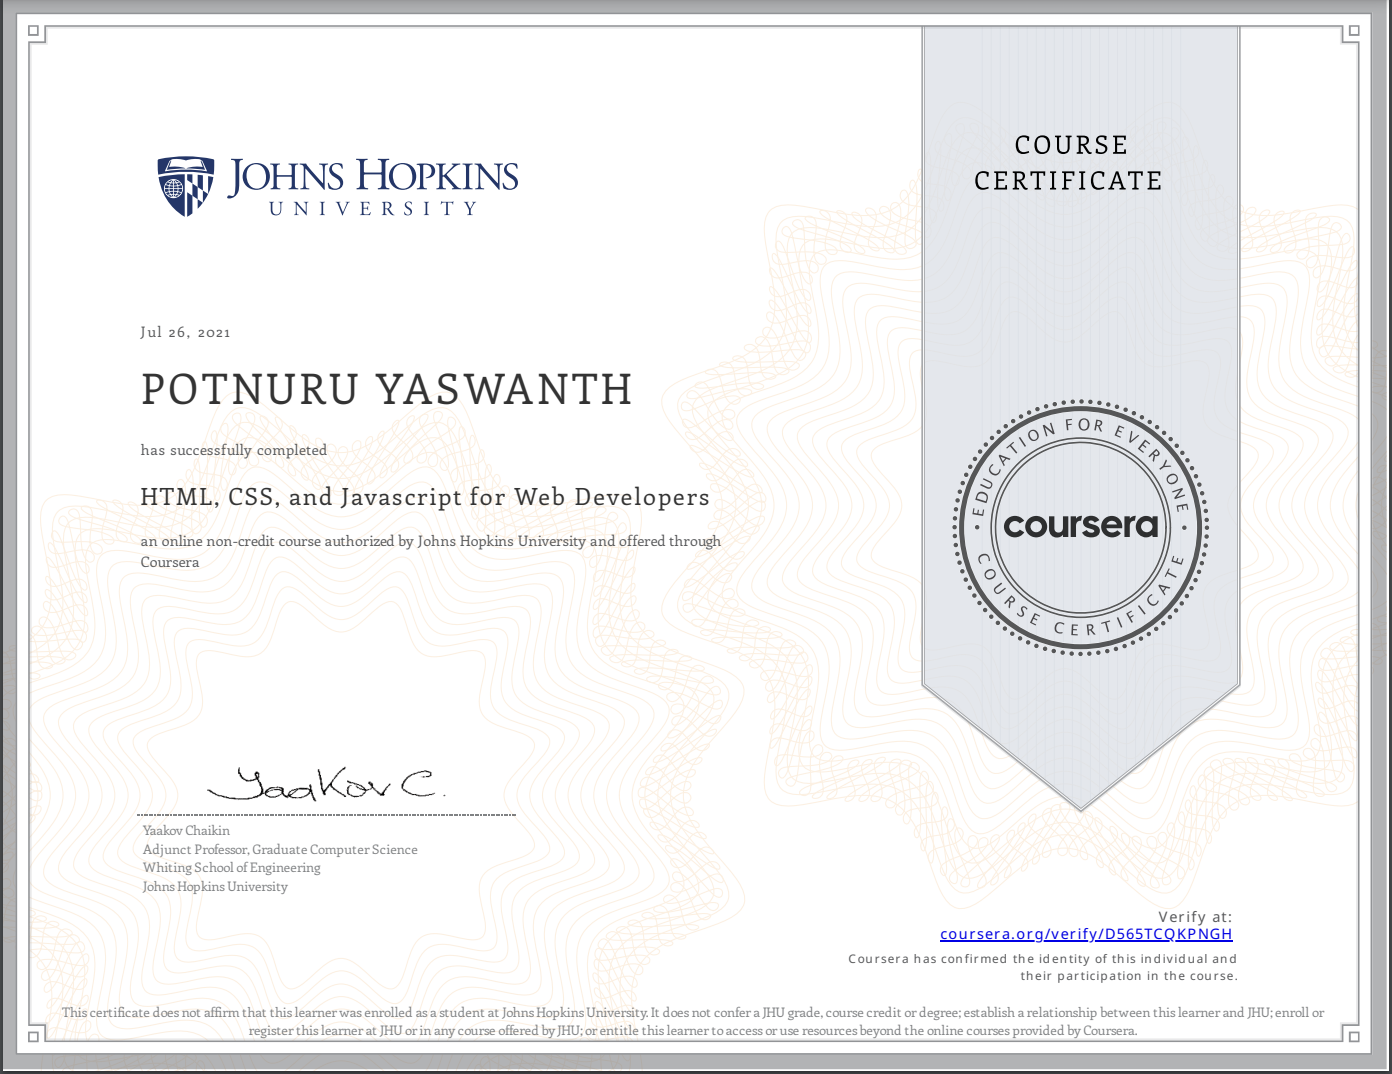 JOHNS HOPKINS
UNIVERSITY
COURSE
CERTIFICATE
Jul 26, 2021
POTNURU YASWANTH
has successfully completed
HTML, CSS, and Javascript for Web Developers
an online non-credit course authorized by Johns Hopkins University and offered through
Coursera
EDUCATION FOR EVERYONE
coursera
COURSE CERTIFICATE
Yaakov C.
Yaakov Chaikin
Adjunct Professor, Graduate Computer Science
Whiting School of Engineering
Johns Hopkins University
Verify at:
coursera.org/verify/D565TCQKPNGH
Coursera has confirmed the identity of this individual and
their participation in the course.
This certificate does not affirm that this learner was enrolled as a student at Johns Hopkins University. It does not confer a JHU grade, course credit or degree; establish a relationship between this learner and JHU; enroll or
register this learner at JHU or in any course offered by JHU; or entitle this learner to access or use resources beyond the online courses provided by Coursera.